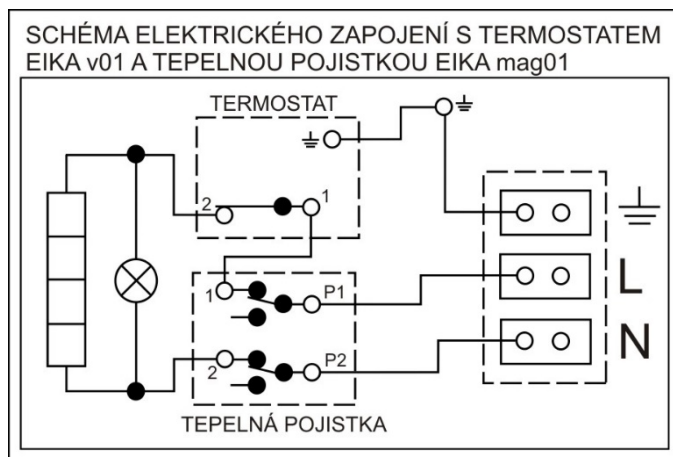 SCHÉMA ELEKTRICKÉHO ZAPOJENÍ S TERMOSTATEM
EIKA v01 A TEPELNOU POJISTKOU EIKA mag01
TERMOSTAT
2
1
1
P1
L
2
P2
N
TEPELNÁ POJISTKA